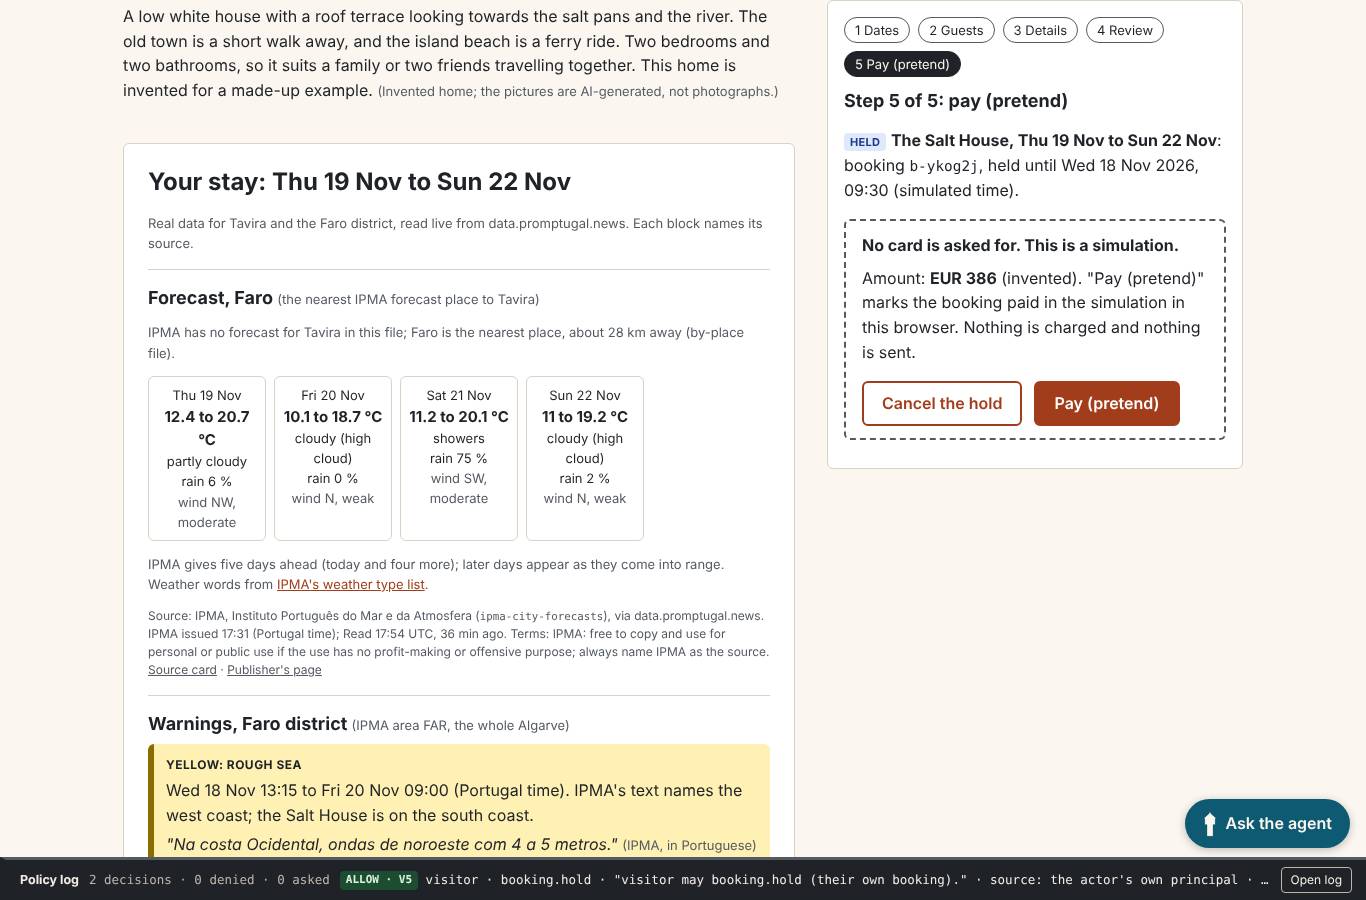 A low white house with a roof terrace looking towards the salt pans and the river. The
old town is a short walk away, and the island beach is a ferry ride. Two bedrooms and
two bathrooms, so it suits a family or two friends travelling together. This home is
invented for a made-up example. (Invented home; the pictures are AI-generated, not photographs.)
Your stay: Thu 19 Nov to Sun 22 Nov
Real data for Tavira and the Faro district, read live from data.promptugal.news. Each block names its
source.
Forecast, Faro (the nearest IPMA forecast place to Tavira)
IPMA has no forecast for Tavira in this file; Faro is the nearest place, about 28 km away (by-place
file).
Thu 19 Nov
12.4 to 20.7
°C
partly cloudy
rain 6 %
wind NW,
moderate
Fri 20 Nov
10.1 to 18.7 °C
cloudy (high
cloud)
rain 0 %
wind N, weak
Sat 21 Nov
11.2 to 20.1 °C
showers
rain 75 %
wind SW,
moderate
Sun 22 Nov
11 to 19.2 °C
cloudy (high
cloud)
rain 2 %
wind N, weak
IPMA gives five days ahead (today and four more); later days appear as they come into range.
Weather words from IPMA's weather type list.
Source: IPMA, Instituto Português do Mar e da Atmosfera (ipma-city-forecasts), via data.promptugal.news.
IPMA issued 17:31 (Portugal time); Read 17:54 UTC, 36 min ago. Terms: IPMA: free to copy and use for
personal or public use if the use has no profit-making or offensive purpose; always name IPMA as the source.
Source card · Publisher's page
Warnings, Faro district (IPMA area FAR, the whole Algarve)
YELLOW: ROUGH SEA
Wed 18 Nov 13:15 to Fri 20 Nov 09:00 (Portugal time). IPMA's text names the
west coast; the Salt House is on the south coast.
"Na costa Ocidental, ondas de noroeste com 4 a 5 metros." (IPMA, in Portuguese)
1 Dates
2 Guests
3 Details
4 Review
5 Pay (pretend)
Step 5 of 5: pay (pretend)
HELD The Salt House, Thu 19 Nov to Sun 22 Nov:
booking b-ykog2j, held until Wed 18 Nov 2026,
09:30 (simulated time).
No card is asked for. This is a simulation.
Amount: EUR 386 (invented). "Pay (pretend)"
marks the booking paid in the simulation in
this browser. Nothing is charged and nothing
is sent.
Cancel the hold
Pay (pretend)
Ask the agent
Policy log 2 decisions · 0 denied · 0 asked ALLOW · V5 visitor · booking.hold · "visitor may booking.hold (their own booking)." · source: the actor's own principal · … Open log